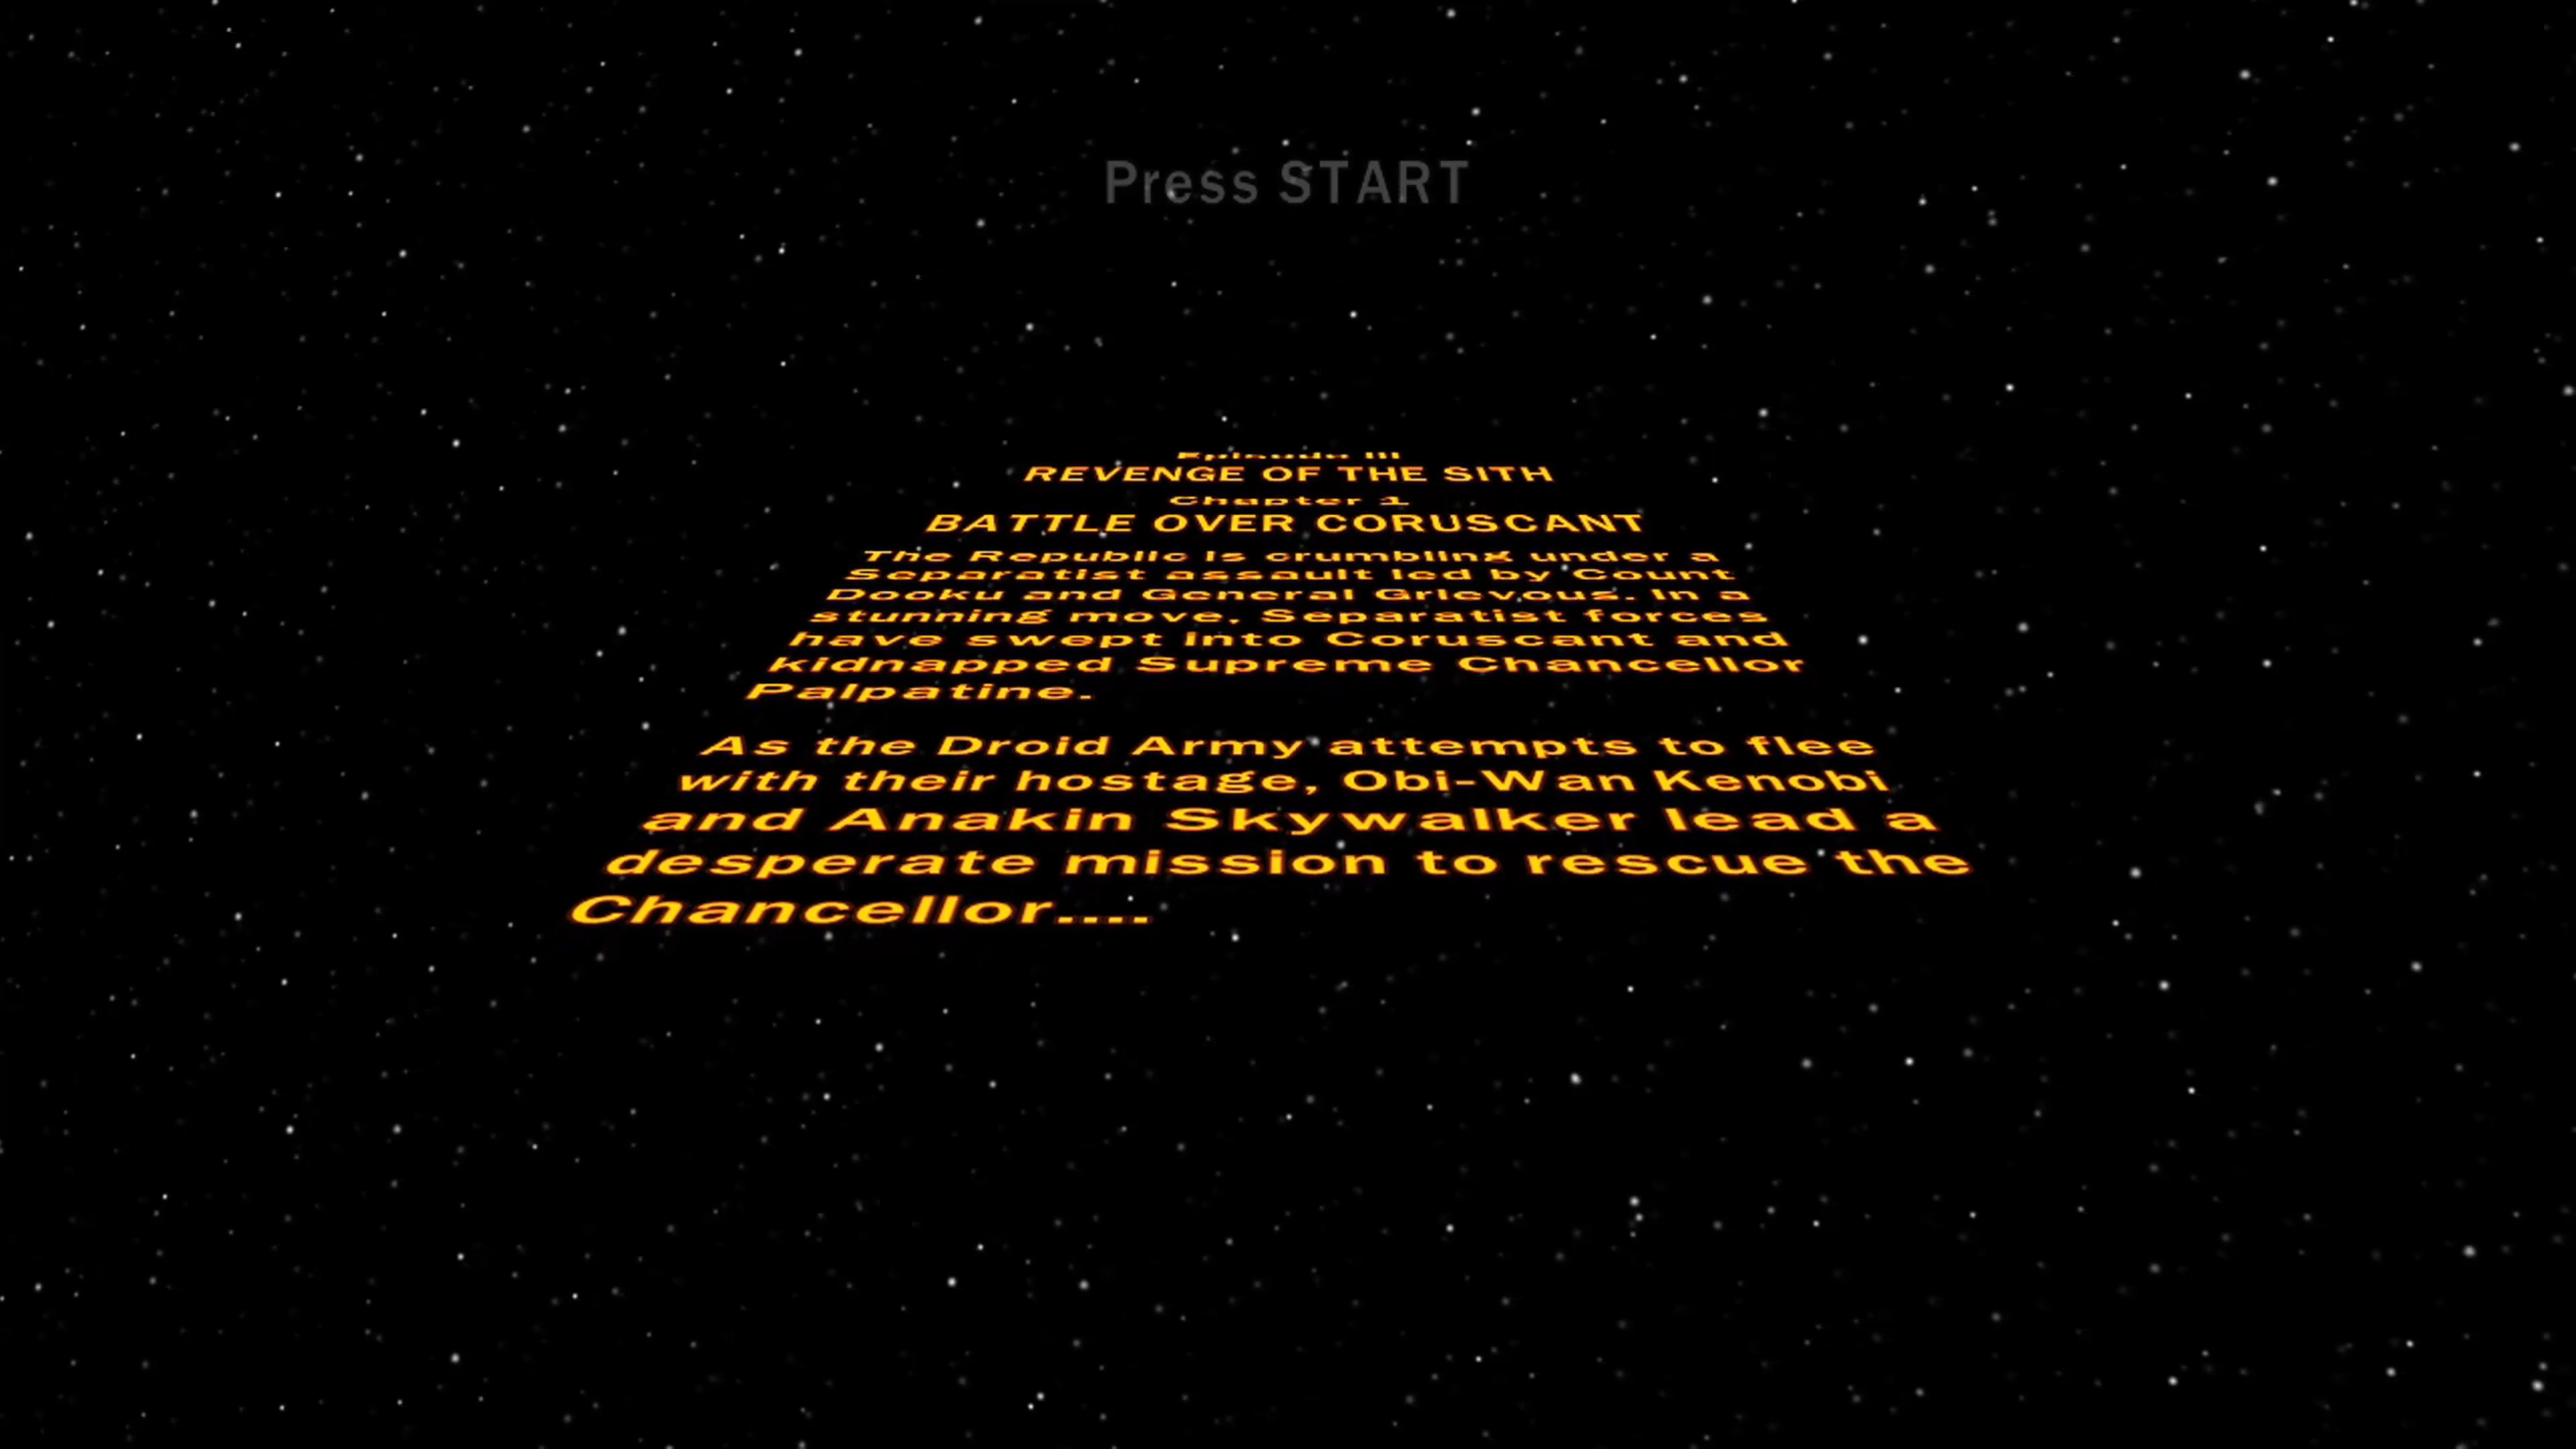 Press START
Episode III
REVENGE OF THE SITH
Chapter 1
BATTLE OVER CORUSCANT
The Republic is crumbling under a
Separatist assault led by Count
Dooku and General Grievous. In a
stunning move, Separatist forces
have swept into Coruscant and
kidnapped Supreme Chancellor
Palpatine.
As the Droid Army attempts to flee
with their hostage, Obi-Wan Kenobi
and Anakin Skywalker lead a
desperate mission to rescue the
Chancellor....